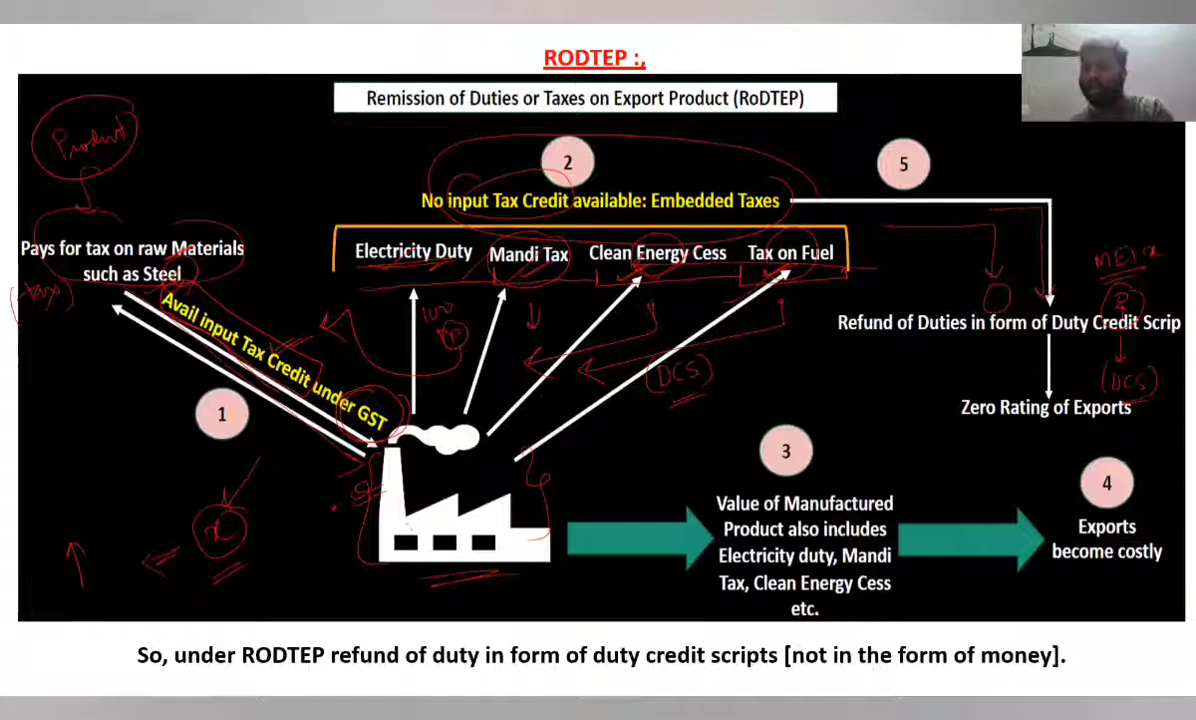 RODTEP :,
Remission of Duties or Taxes on Export Product (RoDTEP)
Product
2
5
No input Tax Credit available: Embedded Taxes
Electricity Duty
Mandi Tax
Clean Energy Cess
Tax on Fuel
Pays for tax on raw Materials
such as Steel
(tax)
Avail input Tax Credit under GST
1
100
(DCS)
Refund of Duties in form of Duty Credit Scrip
(DCS)
Zero Rating of Exports
x
3
Value of Manufactured
Product also includes
Electricity duty, Mandi
Tax, Clean Energy Cess
etc.
4
Exports
become costly
So, under RODTEP refund of duty in form of duty credit scripts [not in the form of money].